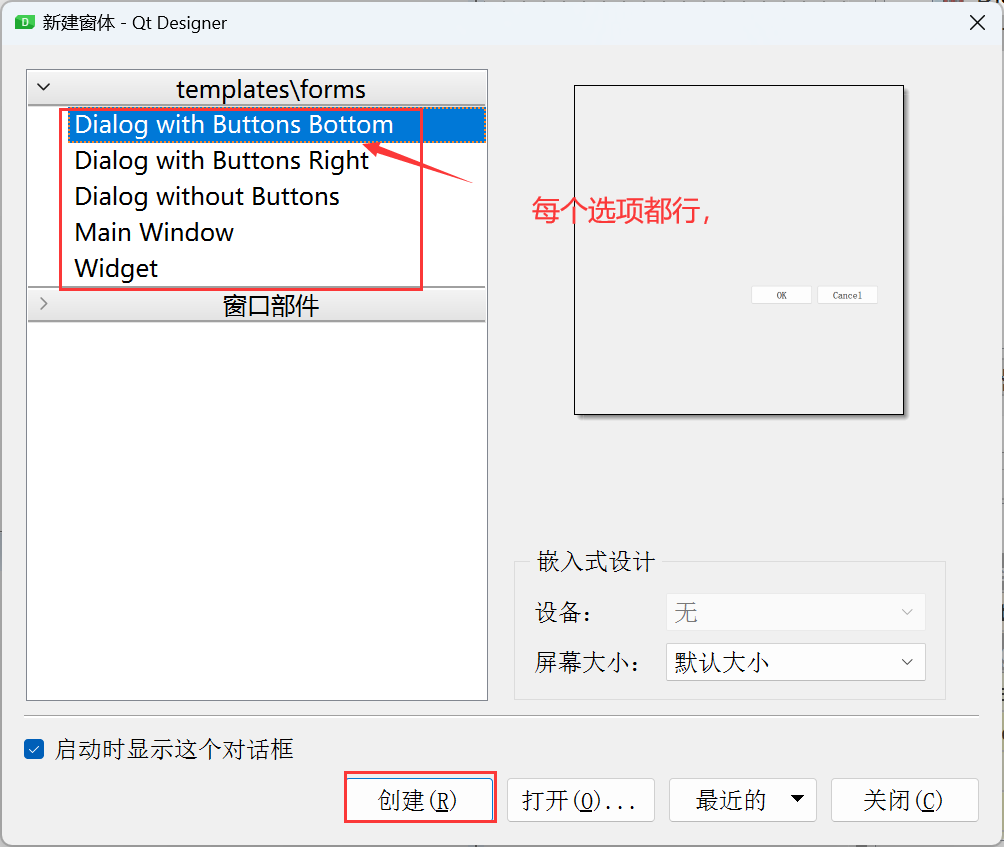 新建窗体 - Qt Designer
templates\forms
Dialog with Buttons Bottom
Dialog with Buttons Right
Dialog without Buttons
Main Window
Widget
窗口部件
每个选项都行，
OK
Cancel
嵌入式设计
设备：
无
屏幕大小：
默认大小
启动时显示这个对话框
创建(R)
打开(O)...
最近的
关闭(C)